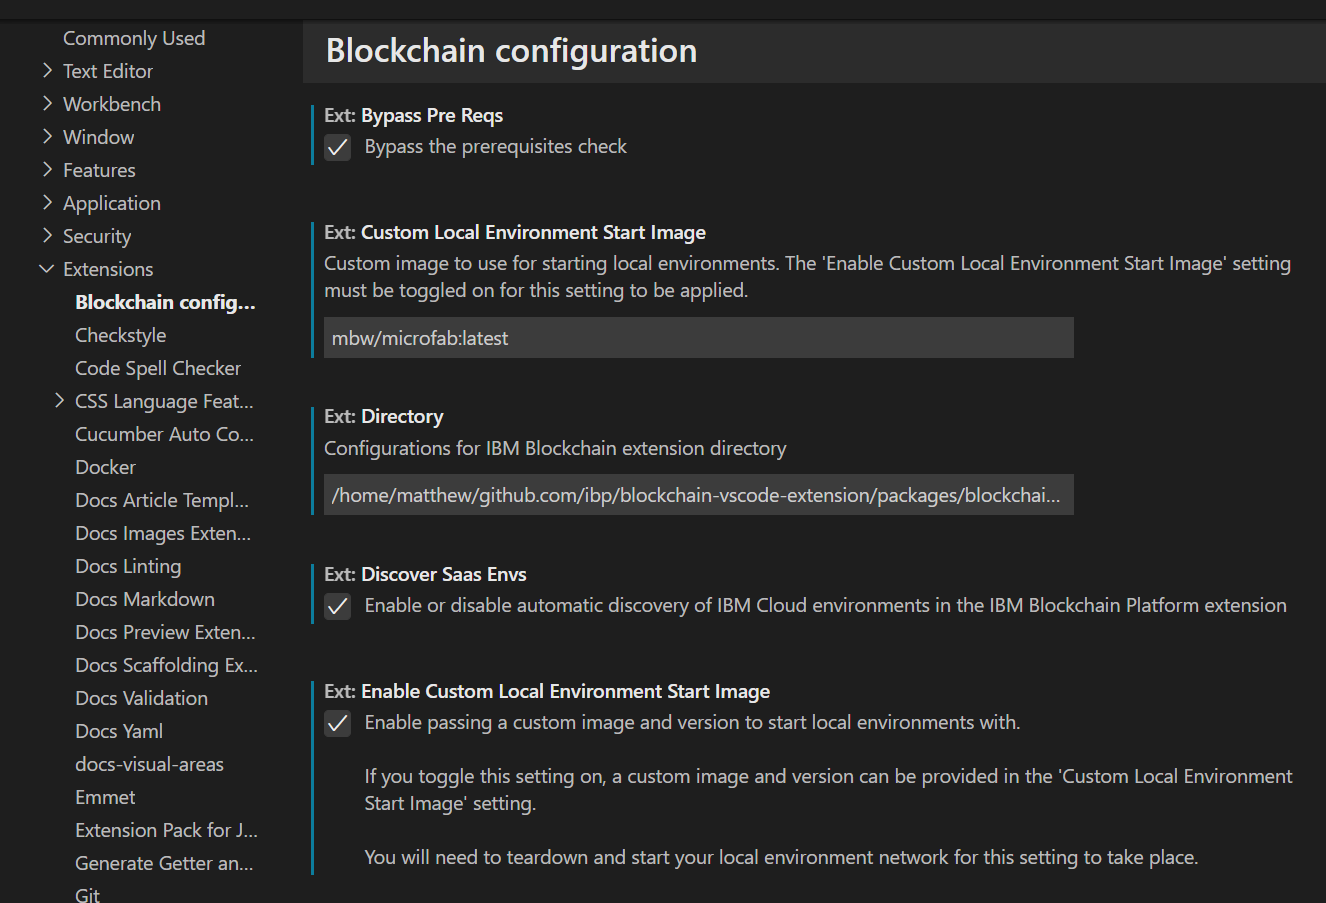 Commonly Used
Text Editor
Workbench
Window
Features
Application
Security
Extensions
Blockchain config...
Checkstyle
Code Spell Checker
CSS Language Feat...
Cucumber Auto Co...
Docker
Docs Article Templ...
Docs Images Exten...
Docs Linting
Docs Markdown
Docs Preview Exten...
Docs Scaffolding Ex...
Docs Validation
Docs Yaml
docs-visual-areas
Emmet
Extension Pack for J...
Generate Getter an...
Git
Blockchain configuration
Ext: Bypass Pre Reqs
Bypass the prerequisites check
Ext: Custom Local Environment Start Image
Custom image to use for starting local environments. The 'Enable Custom Local Environment Start Image' setting
must be toggled on for this setting to be applied.
mbw/microfab:latest
Ext: Directory
Configurations for IBM Blockchain extension directory
/home/matthew/github.com/ibp/blockchain-vscode-extension/packages/blockchai...
Ext: Discover Saas Envs
Enable or disable automatic discovery of IBM Cloud environments in the IBM Blockchain Platform extension
Ext: Enable Custom Local Environment Start Image
Enable passing a custom image and version to start local environments with.
If you toggle this setting on, a custom image and version can be provided in the 'Custom Local Environment
Start Image' setting.
You will need to teardown and start your local environment network for this setting to take place.